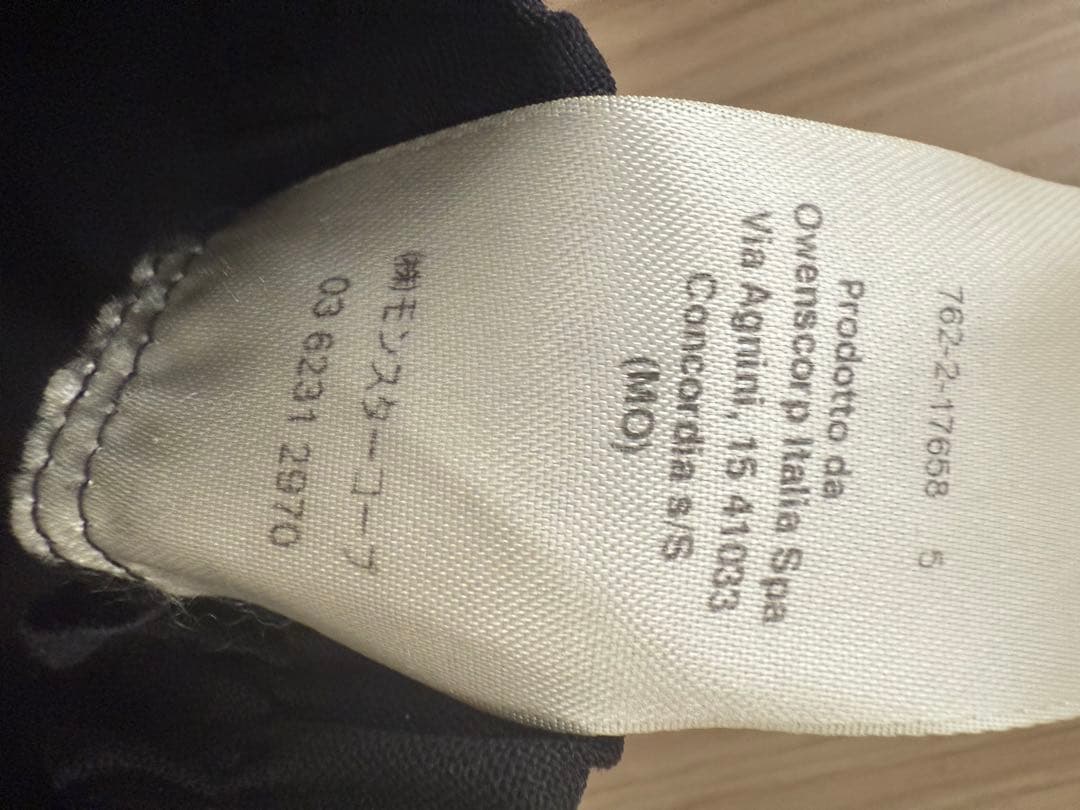 762-2-17658 5
Prodotto da
Owenscorp Italia Spa
Via Agnini, 15 41033
Concordia s/S
(MO)
㈱モンスケーコープ
03 6231 2970